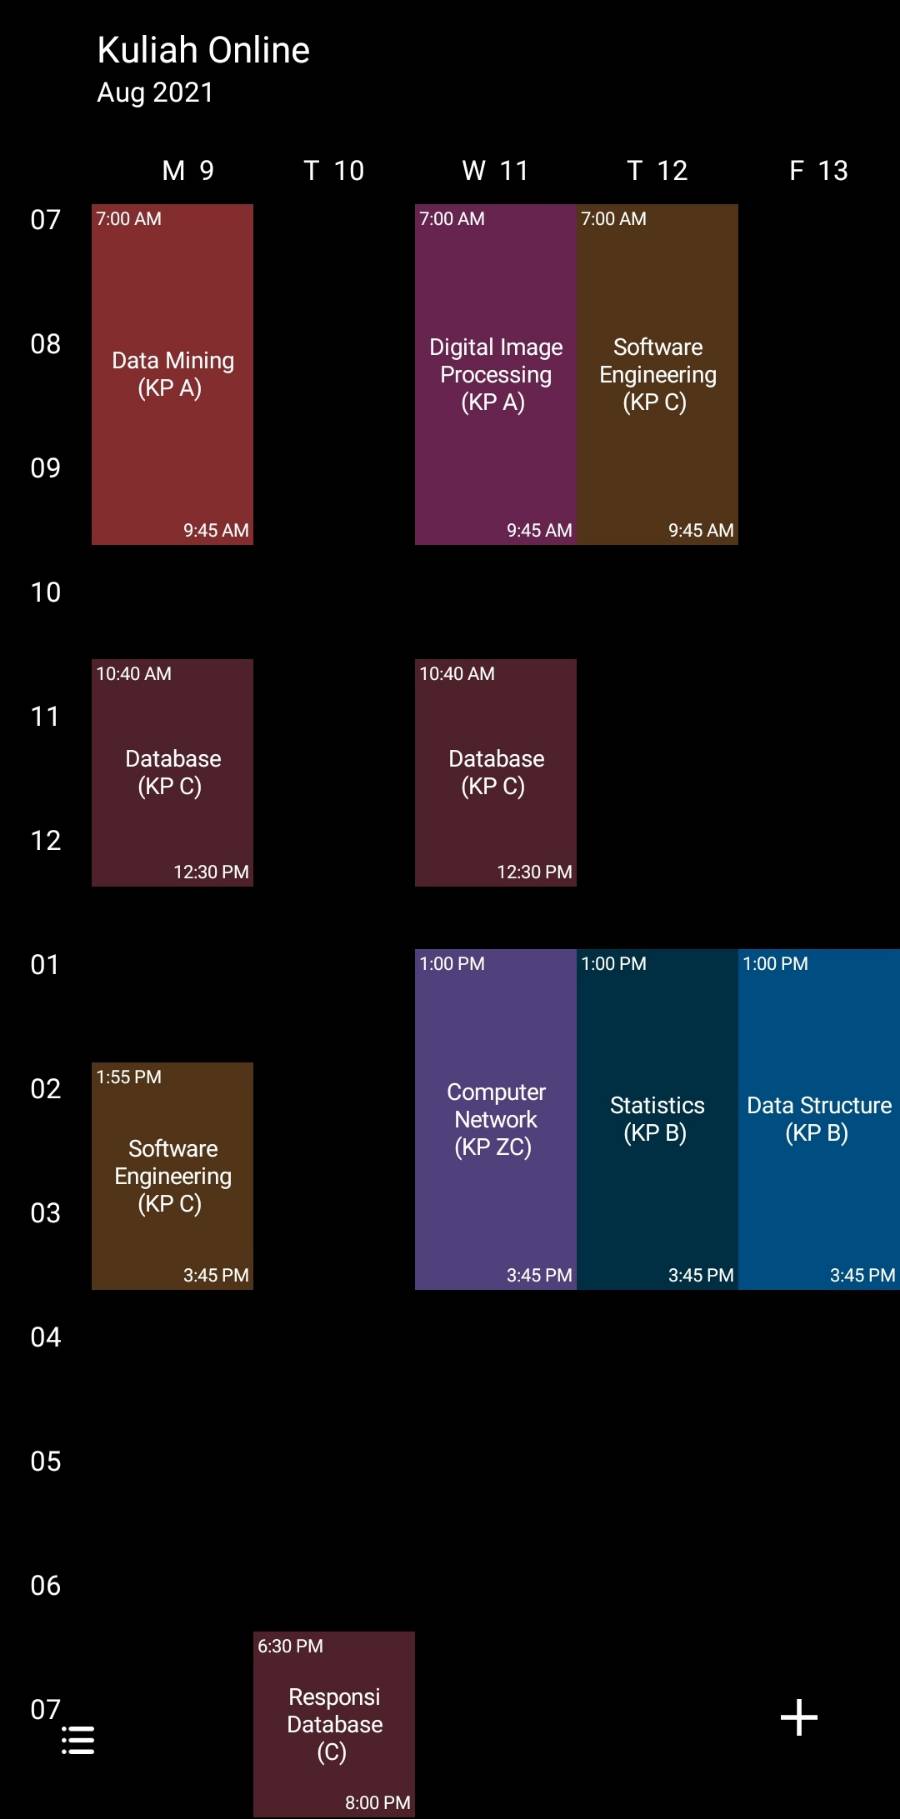 Kuliah Online
Aug 2021
M 9
T 10
W 11
T 12
F 13
07
7:00 AM
Data Mining
(KP A)
9:45 AM
7:00 AM
Digital Image
Processing
(KP A)
9:45 AM
7:00 AM
Software
Engineering
(KP C)
9:45 AM
08
09
10
10:40 AM
Database
(KP C)
12:30 PM
10:40 AM
Database
(KP C)
12:30 PM
11
12
01
1:00 PM
Computer
Network
(KP ZC)
3:45 PM
1:00 PM
Statistics
(KP B)
3:45 PM
1:00 PM
Data Structure
(KP B)
3:45 PM
1:55 PM
Software
Engineering
(KP C)
3:45 PM
02
03
04
05
06
6:30 PM
Responsi
Database
(C)
8:00 PM
07